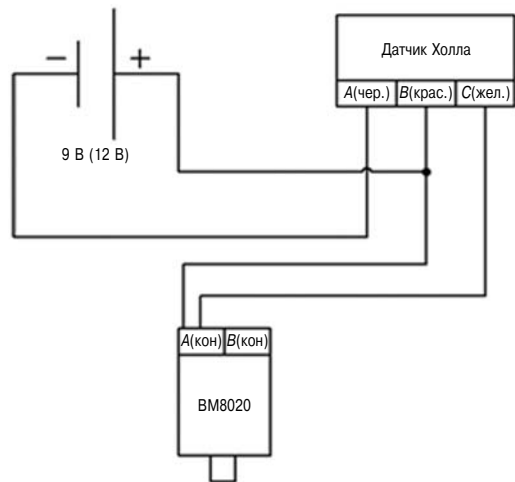 − +
9 В (12 В)
Датчик Холла
A(чер.) B(крас.) C(жел.)
A(кон) B(кон)
BM8020